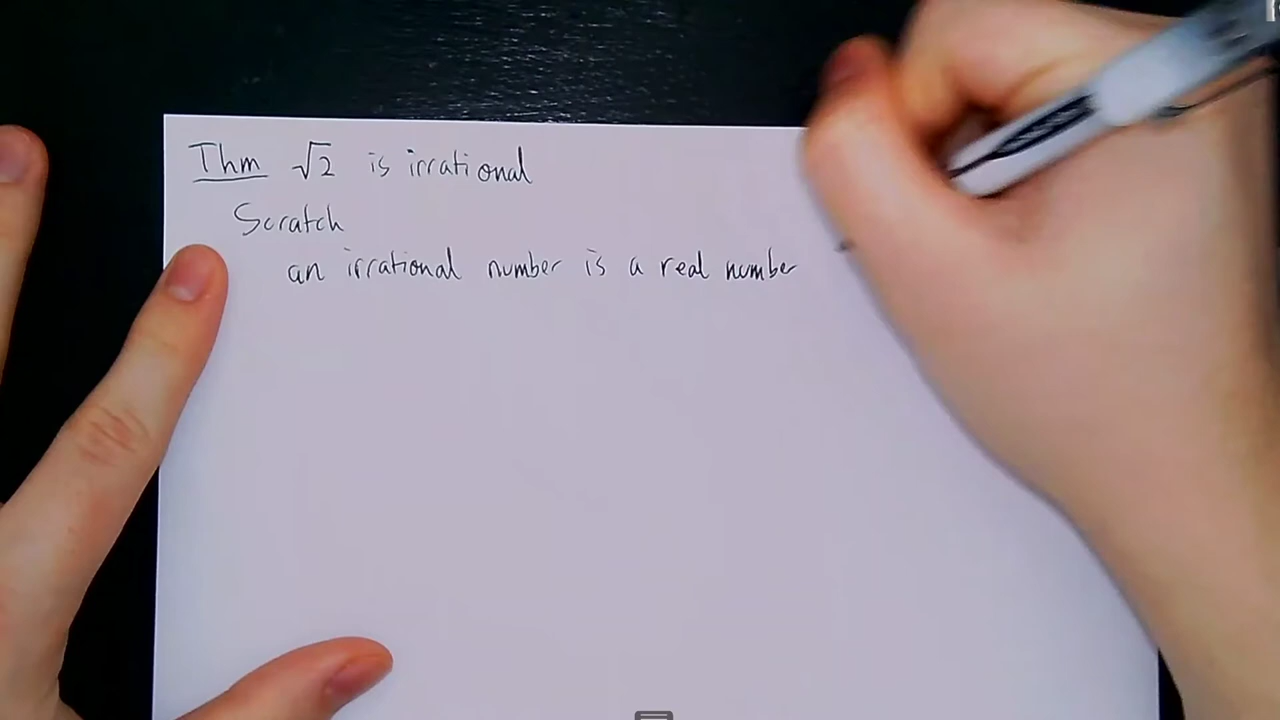 Thm √2 is irrational
Scratch
an irrational number is a real number